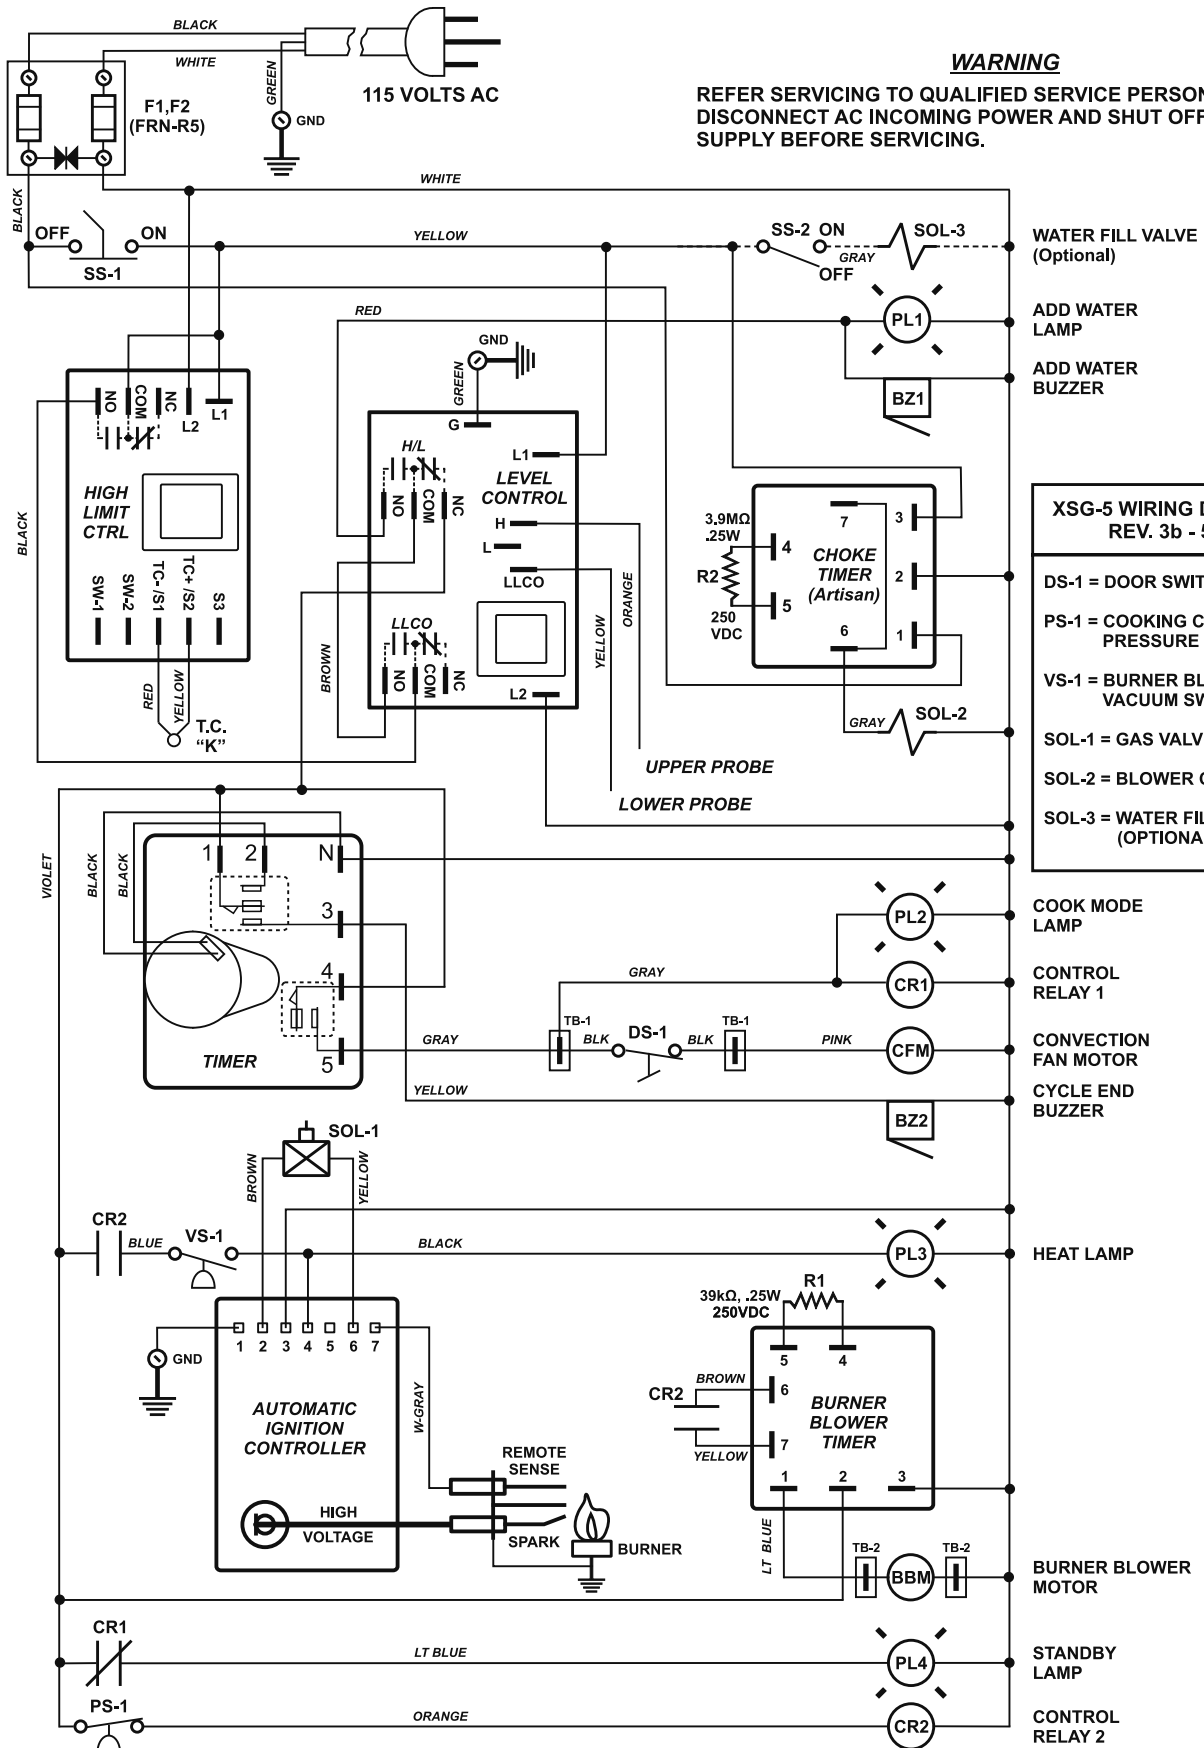 BLACK
WHITE
GREEN
115 VOLTS AC
F1,F2
(FRN-R5)
GND
WARNING
REFER SERVICING TO QUALIFIED SERVICE
DISCONNECT AC INCOMING POWER AND SHUT OFF
SUPPLY BEFORE SERVICING.
BLACK
WHITE
OFF
ON
SS-1
YELLOW
SS-2 ON
GRAY
OFF
SOL-3
WATER FILL VALVE
(Optional)
RED
PL1
ADD WATER
LAMP
ADD WATER
BUZZER
BZ1
GND
GREEN
NO
COM
NC
L2
L1
HIGH
LIMIT
CTRL
SW-1
SW-2
TC- /S1
TC+ /S2
S3
BLACK
RED
YELLOW
T.C.
“K”
G
H/L
L1
LEVEL
CONTROL
NO
COM
NC
H
L
LLCO
LLCO
NO
COM
NC
L2
BROWN
YELLOW
ORANGE
UPPER PROBE
LOWER PROBE
3.9MΩ
.25W
R2
250
VDC
7
3
4
CHOKE
TIMER
(Artisan)
2
5
6
1
GRAY
SOL-2
XSG-5 WIRING
REV. 3b -
DS-1 = DOOR
PS-1 = COOKING
PRESSURE
VS-1 = BURNER
VACUUM
SOL-1 = GAS
SOL-2 = BLOWER
SOL-3 = WATER
VIOLET
BLACK
BLACK
1
2
N
3
4
5
TIMER
PL2
COOK MODE
LAMP
GRAY
CR1
CONTROL
RELAY 1
GRAY
TB-1
BLK
DS-1
BLK
TB-1
PINK
CFM
CONVECTION
FAN MOTOR
YELLOW
CYCLE END
BUZZER
BZ2
SOL-1
BROWN
YELLOW
CR2
BLUE
VS-1
BLACK
PL3
HEAT LAMP
GND
1 2 3 4 5 6 7
AUTOMATIC
IGNITION
CONTROLLER
W-GRAY
REMOTE
SENSE
HIGH
VOLTAGE
SPARK
BURNER
39kΩ, .25W
250VDC
R1
5
4
BROWN
6
CR2
BURNER
BLOWER
TIMER
7
YELLOW
1
2
3
LT BLUE
TB-2
BBM
TB-2
BURNER BLOWER
MOTOR
CR1
LT BLUE
PL4
STANDBY
LAMP
PS-1
ORANGE
CR2
CONTROL
RELAY 2